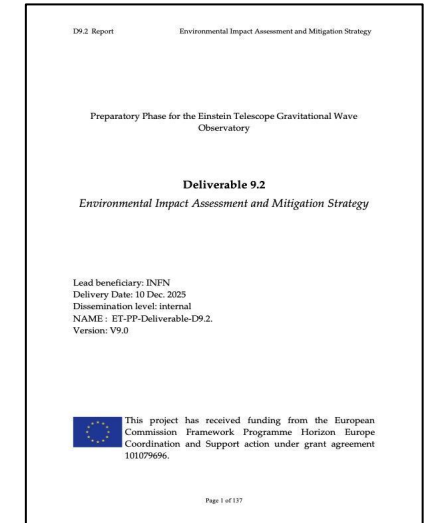 D9.2 Report Environmental Impact Assessment and Mitigation Strategy
Preparatory Phase for the Einstein Telescope Gravitational Wave
Observatory
Deliverable 9.2
Environmental Impact Assessment and Mitigation Strategy
Lead beneficiary: INFN
Delivery Date: 10 Dec. 2025
Dissemination level: internal
NAME : ET-PP-Deliverable-D9.2.
Version: V9.0
This project has received funding from the European
Commission Framework Programme Horizon Europe
Coordination and Support action under grant agreement
101079696.
Page 1 of 137